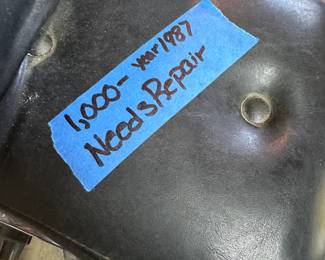 1,000- year 1987
Needs Repair